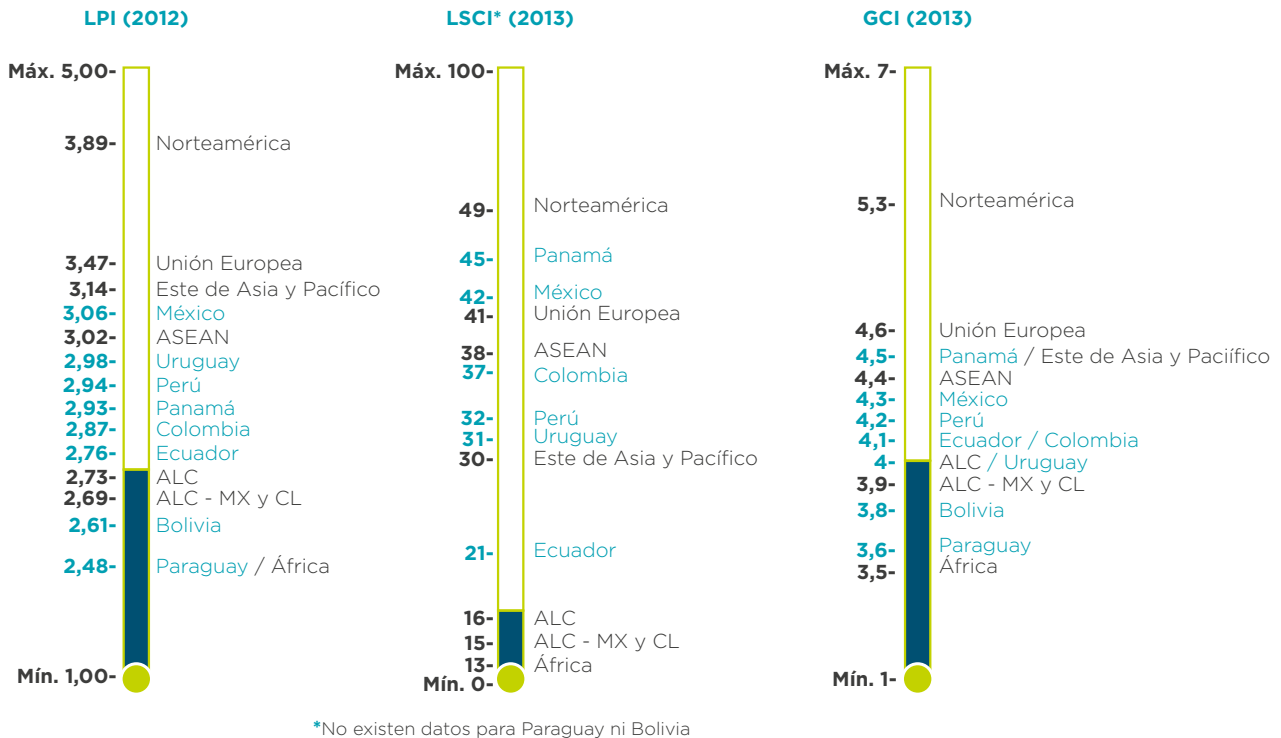 LPI (2012)
Máx. 5,00-
3,89- Norteamérica
3,47- Unión Europea
3,14- Este de Asia y Pacífico
3,06- México
3,02- ASEAN
2,98- Uruguay
2,94- Perú
2,93- Panamá
2,87- Colombia
2,76- Ecuador
2,73- ALC
2,69- ALC - MX y CL
2,61- Bolivia
2,48- Paraguay / África
Mín. 1,00-
LSCI* (2013)
Máx. 100-
49- Norteamérica
45- Panamá
42- México
41- Unión Europea
38- ASEAN
37- Colombia
32- Perú
31- Uruguay
30- Este de Asia y Pacífico
21- Ecuador
16- ALC
15- ALC - MX y CL
13- África
Mín. 0-
GCI (2013)
Máx. 7-
5,3- Norteamérica
4,6- Unión Europea
4,5- Panamá / Este de Asia y Paciífico
4,4- ASEAN
4,3- México
4,2- Perú
4,1- Ecuador / Colombia
4- ALC / Uruguay
3,9- ALC - MX y CL
3,8- Bolivia
3,6- Paraguay
3,5- África
Mín. 1-
*No existen datos para Paraguay ni Bolivia